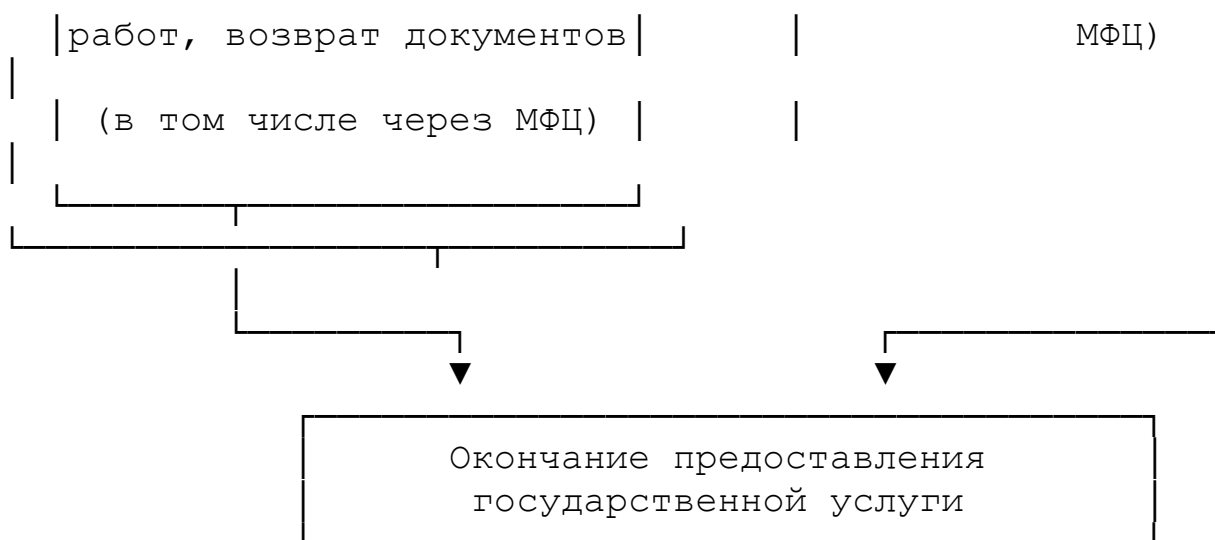 работ, возврат документов МФЦ)
(в том числе через МФЦ)
Окончание предоставления
государственной услуги